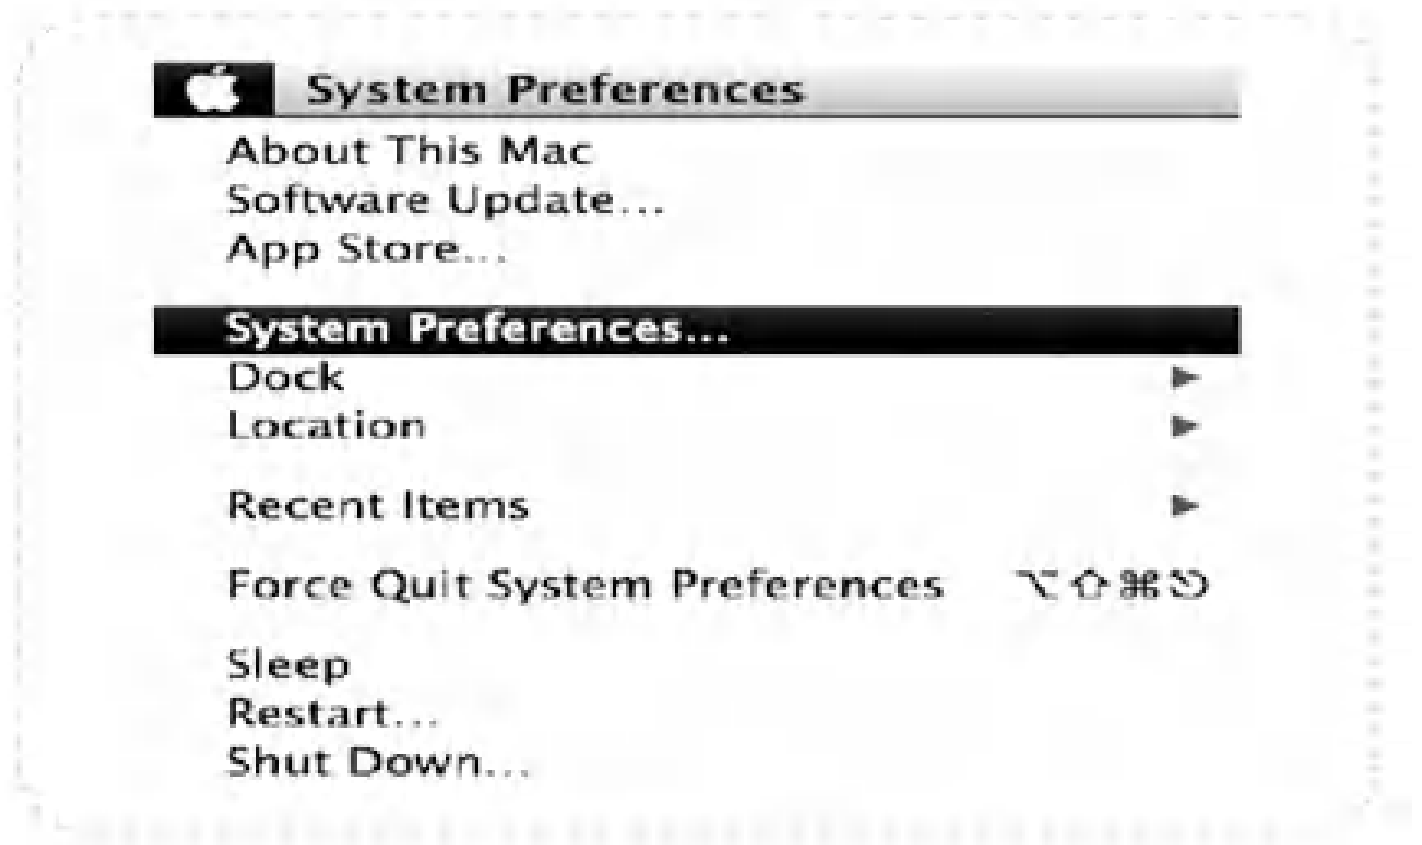 System Preferences
About This Mac
Software Update...
App Store...
System Preferences...
Dock ▶
Location ▶
Recent Items ▶
Force Quit System Preferences ⌥⇧⌘⎋
Sleep
Restart...
Shut Down...